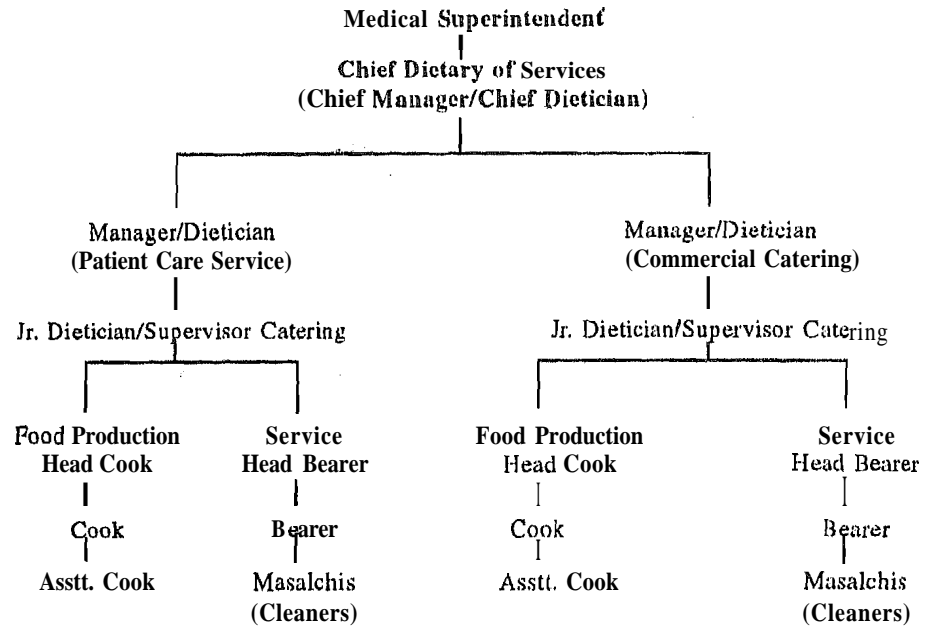 Medical Superintendent
Chief Dietary of Services
(Chief Manager/Chief Dietician)
Manager/Dietician
(Patient Care Service)
Manager/Dietician
(Commercial Catering)
Jr. Dietician/Supervisor Catering
Jr. Dietician/Supervisor Catering
Food Production
Head Cook
Service
Head Bearer
Food Production
Head Cook
Service
Head Bearer
Cook
Bearer
Cook
Bearer
Asstt. Cook
Masalchis
(Cleaners)
Asstt. Cook
Masalchis
(Cleaners)